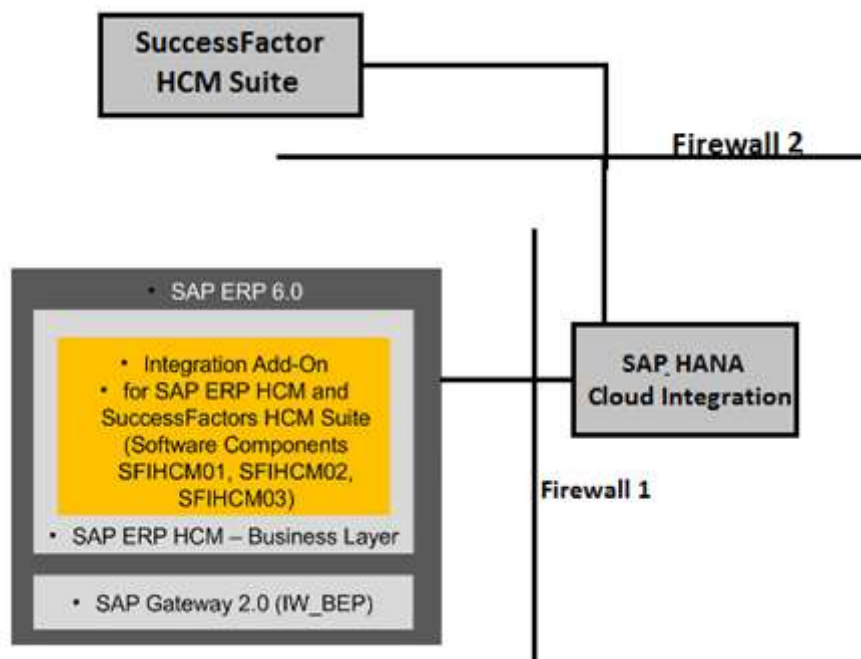 SuccessFactor
HCM Suite
Firewall 2
• SAP ERP 6.0
• Integration Add-On
• for SAP ERP HCM and
SuccessFactors HCM Suite
(Software Components
SFIHCM01, SFIHCM02,
SFIHCM03)
• SAP ERP HCM – Business Layer
• SAP Gateway 2.0 (IW_BEP)
SAP HANA
Cloud Integration
Firewall 1